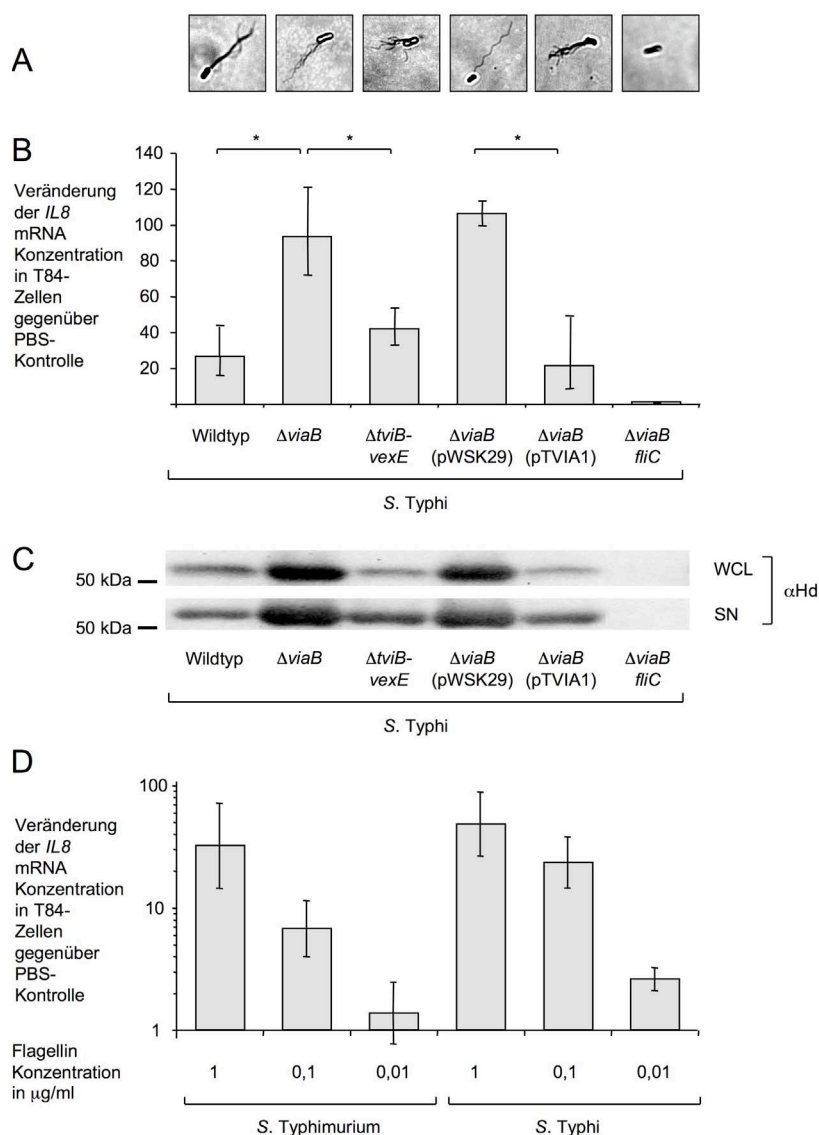 A
B
Veränderung
der IL8
mRNA
Konzentration
in T84-
Zellen
gegenüber
PBS-
Kontrolle
140
120
100
80
60
40
20
* * *
Wildtyp ΔviaB ΔtviB- ΔviaB ΔviaB ΔviaB
vexE (pWSK29) (pTVIA1) fliC
S. Typhi
C
50 kDa WCL
αHd
50 kDa SN
Wildtyp ΔviaB ΔtviB- ΔviaB ΔviaB ΔviaB
vexE (pWSK29) (pTVIA1) fliC
S. Typhi
D
Veränderung
der IL8
mRNA
Konzentration
in T84-
Zellen
gegenüber
PBS-
Kontrolle
100
10
1
Flagellin
Konzentration
in µg/ml
1 0,1 0,01 1 0,1 0,01
S. Typhimurium S. Typhi